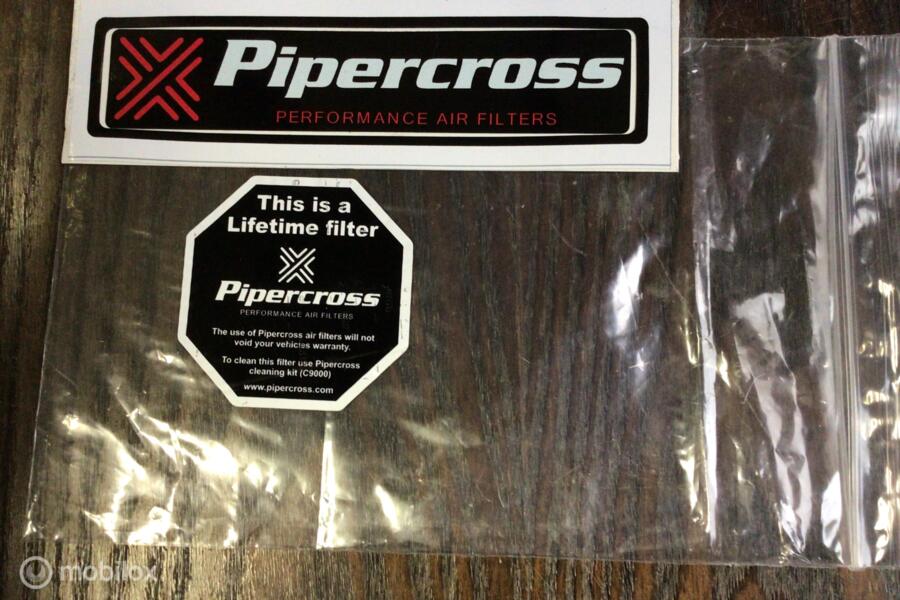 Pipercross
PERFORMANCE AIR FILTERS
This is a
Lifetime filter
Pipercross
PERFORMANCE AIR FILTERS
The use of Pipercross air filters will not
void your vehicles warranty.
To clean this filter use Pipercross
cleaning kit (C9000)
www.pipercross.com
mobilox